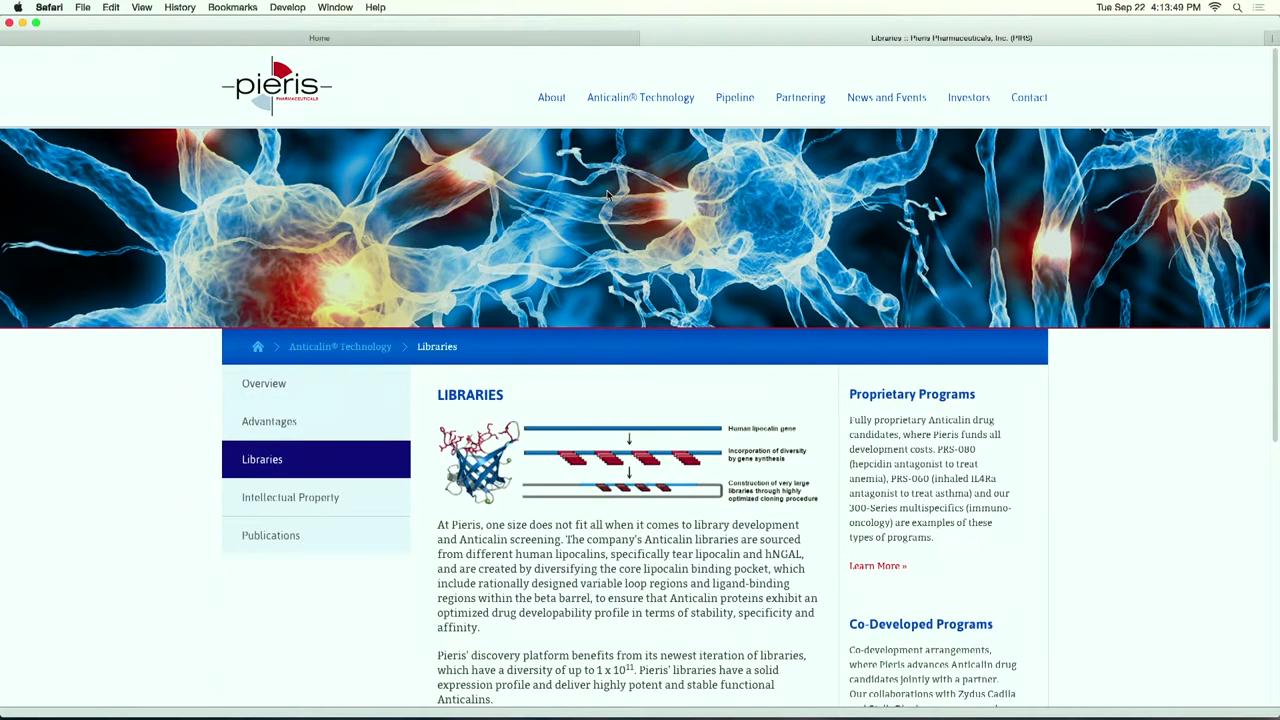 Safari File Edit View History Bookmarks Develop Window Help Tue Sep 22 4:13:49 PM
Home Libraries :: Pieris Pharmaceuticals, Inc. (PIRS)
pieris
PHARMACEUTICALS
About Anticalin® Technology Pipeline Partnering News and Events Investors Contact
Anticalin® Technology Libraries
Overview
Advantages
Libraries
Intellectual Property
Publications
LIBRARIES
Human lipocalin gene
Incorporation of diversity
by gene synthesis
Construction of very large
libraries through highly
optimized cloning procedure
At Pieris, one size does not fit all when it comes to library development
and Anticalin screening. The company's Anticalin libraries are sourced
from different human lipocalins, specifically tear lipocalin and hNGAL,
and are created by diversifying the core lipocalin binding pocket, which
include rationally designed variable loop regions and ligand-binding
regions within the beta barrel, to ensure that Anticalin proteins exhibit an
optimized drug developability profile in terms of stability, specificity and
affinity.
Pieris' discovery platform benefits from its newest iteration of libraries,
which have a diversity of up to 1 x 10¹¹. Pieris' libraries have a solid
expression profile and deliver highly potent and stable functional
Anticalins.
Proprietary Programs
Fully proprietary Anticalin drug
candidates, where Pieris funds all
development costs. PRS-080
(hepcidin antagonist to treat
anemia), PRS-060 (inhaled IL4Ra
antagonist to treat asthma) and our
300-Series multispecifics (immuno-
oncology) are examples of these
types of programs.
Learn More »
Co-Developed Programs
Co-development arrangements,
where Pieris advances Anticalin drug
candidates jointly with a partner.
Our collaborations with Zydus Cadila